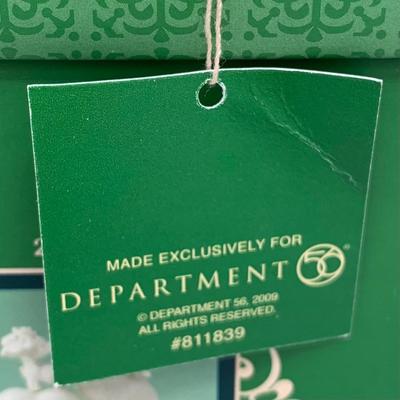 MADE EXCLUSIVELY FOR
DEPARTMENT 56®
© DEPARTMENT 56, 2009
ALL RIGHTS RESERVED.
#811839